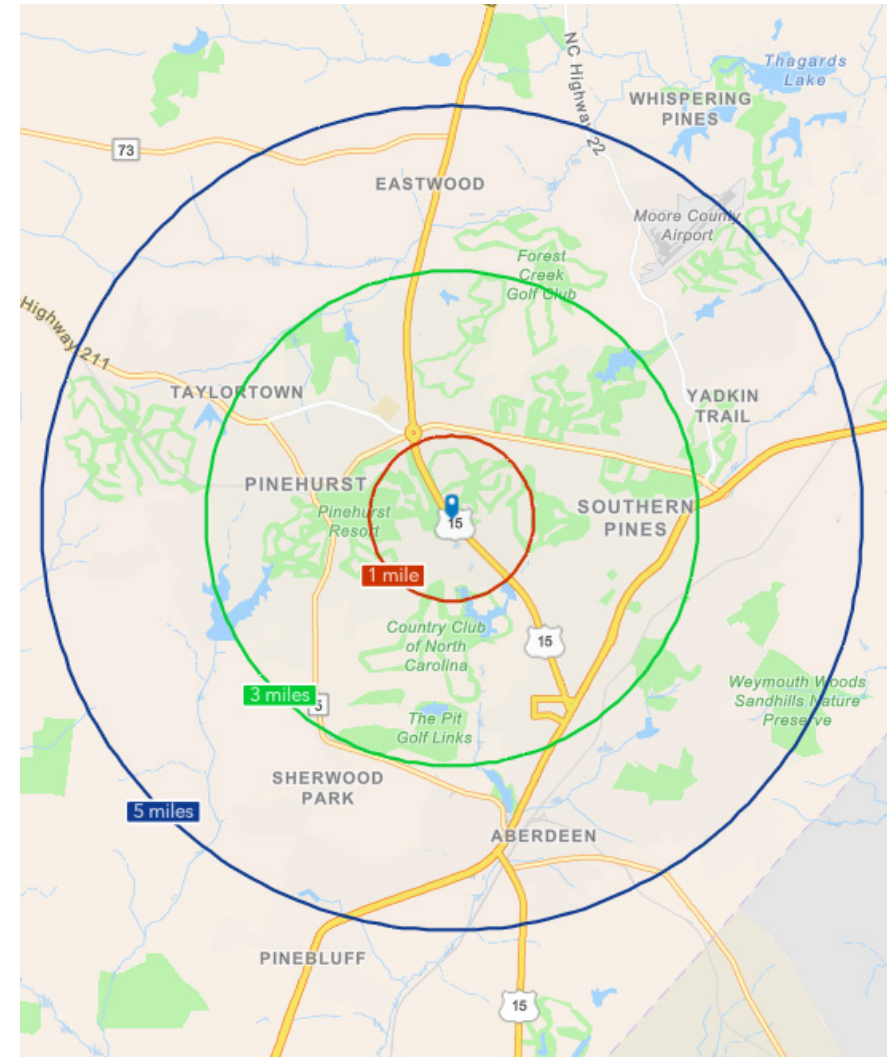 NC Highway 22
Thagards
Lake
WHISPERING
PINES
73
EASTWOOD
Moore County
Airport
Forest
Creek
Golf Club
Highway 211
TAYLORTOWN
YADKIN
TRAIL
PINEHURST
Pinehurst
Resort
15
SOUTHERN
PINES
1 mile
Country Club
of North
Carolina
15
3 miles
5
Weymouth Woods
Sandhills Nature
Preserve
The Pit
Golf Links
SHERWOOD
PARK
5 miles
ABERDEEN
PINEBLUFF
15